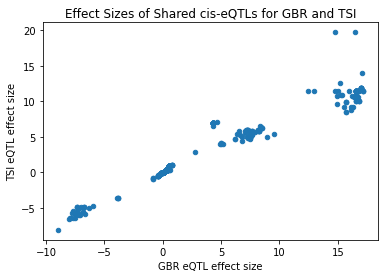 Effect Sizes of Shared cis-eQTLs for GBR and TSI
TSI eQTL effect size
20
15
10
5
0
−5
−10 −5 0 5 10 15
GBR eQTL effect size